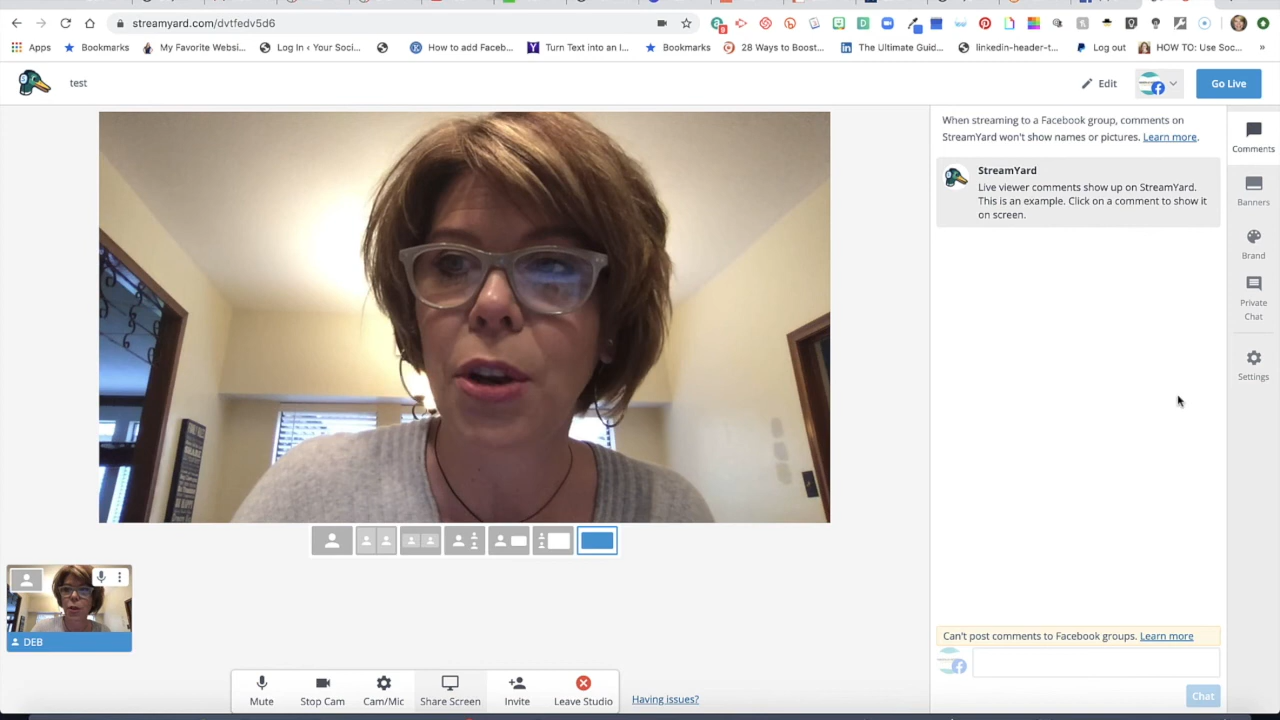 streamyard.com/dvtfedv5d6
Apps
Bookmarks
My Favorite Websi...
Log In ‹ Your Soci...
How to add Faceb...
Turn Text into an I...
Bookmarks
28 Ways to Boost...
The Ultimate Guid...
linkedin-header-t...
Log out
HOW TO: Use Soc...
»
test
Edit
Go Live
When streaming to a Facebook group, comments on
StreamYard won't show names or pictures. Learn more.
StreamYard
Live viewer comments show up on StreamYard.
This is an example. Click on a comment to show it
on screen.
Comments
Banners
Brand
Private
Chat
Settings
DEB
Can't post comments to Facebook groups. Learn more
Chat
Mute
Stop Cam
Cam/Mic
Share Screen
Invite
Leave Studio
Having issues?